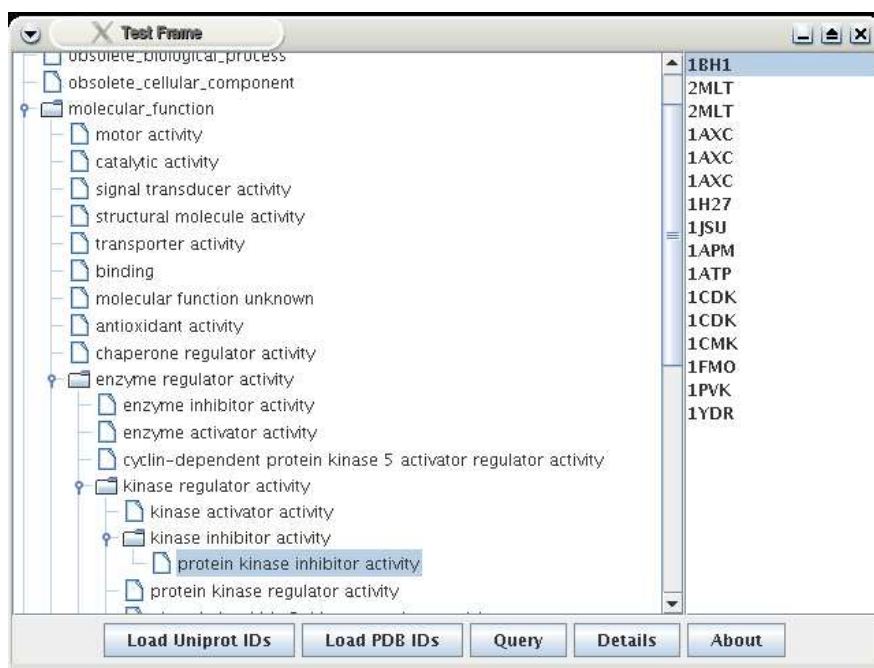 Test Frame
obsolete_biological_process
obsolete_cellular_component
molecular_function
motor activity
catalytic activity
signal transducer activity
structural molecule activity
transporter activity
binding
molecular function unknown
antioxidant activity
chaperone regulator activity
enzyme regulator activity
enzyme inhibitor activity
enzyme activator activity
cyclin-dependent protein kinase 5 activator regulator activity
kinase regulator activity
kinase activator activity
kinase inhibitor activity
protein kinase inhibitor activity
protein kinase regulator activity
1BH1
2MLT
2MLT
1AXC
1AXC
1AXC
1H27
1JSU
1APM
1ATP
1CDK
1CDK
1CMK
1FMO
1PVK
1YDR
Load Uniprot IDs Load PDB IDs Query Details About